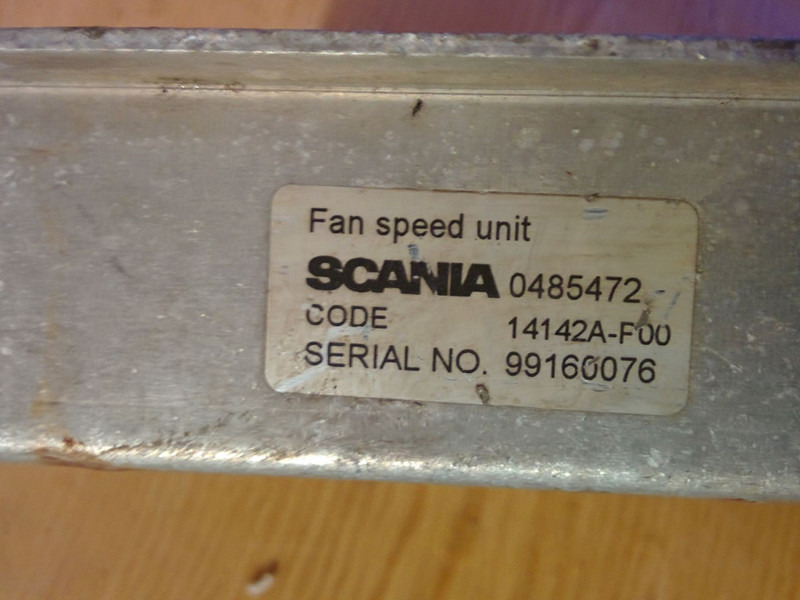 Fan speed unit
SCANIA 0485472
CODE 14142A-F00
SERIAL NO. 99160076